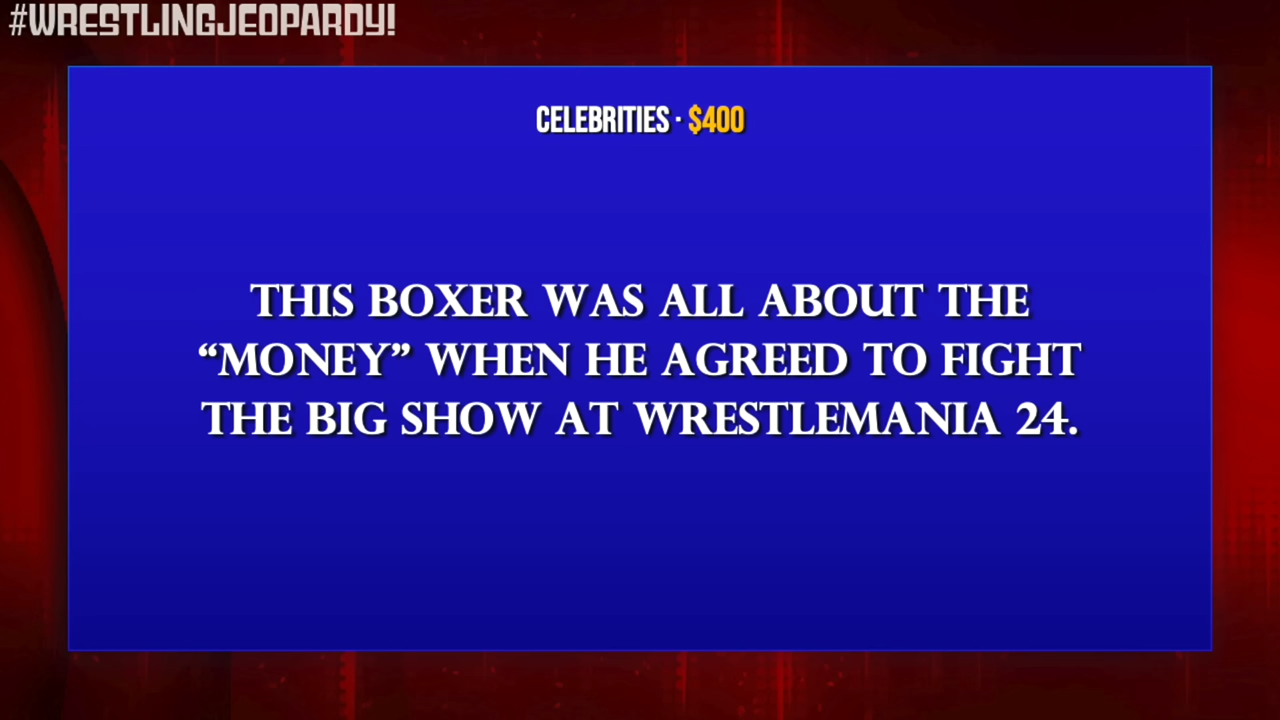 #WRESTLINGJEOPARDY!
CELEBRITIES · $400
THIS BOXER WAS ALL ABOUT THE
“MONEY” WHEN HE AGREED TO FIGHT
THE BIG SHOW AT WRESTLEMANIA 24.